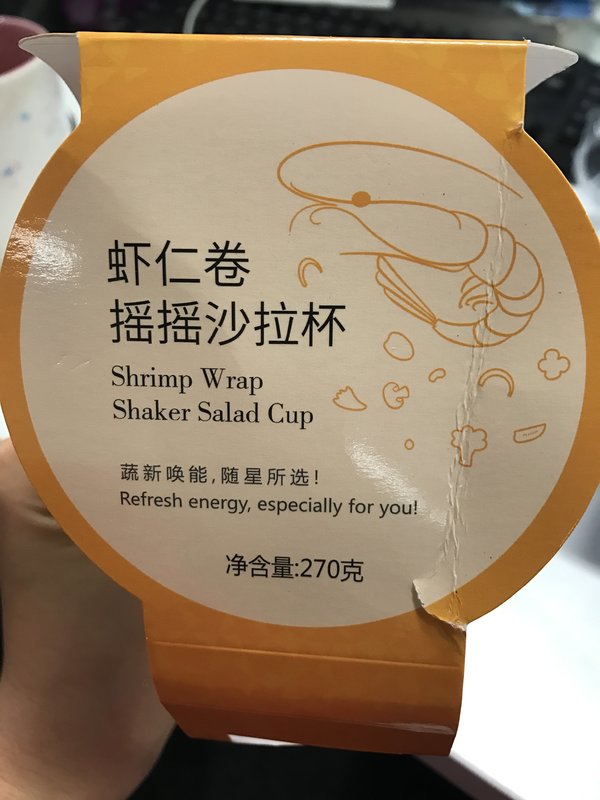 虾仁卷
摇摇沙拉杯
Shrimp Wrap
Shaker Salad Cup
蔬新唤能,随星所选!
Refresh energy, especially for you!
净含量:270克